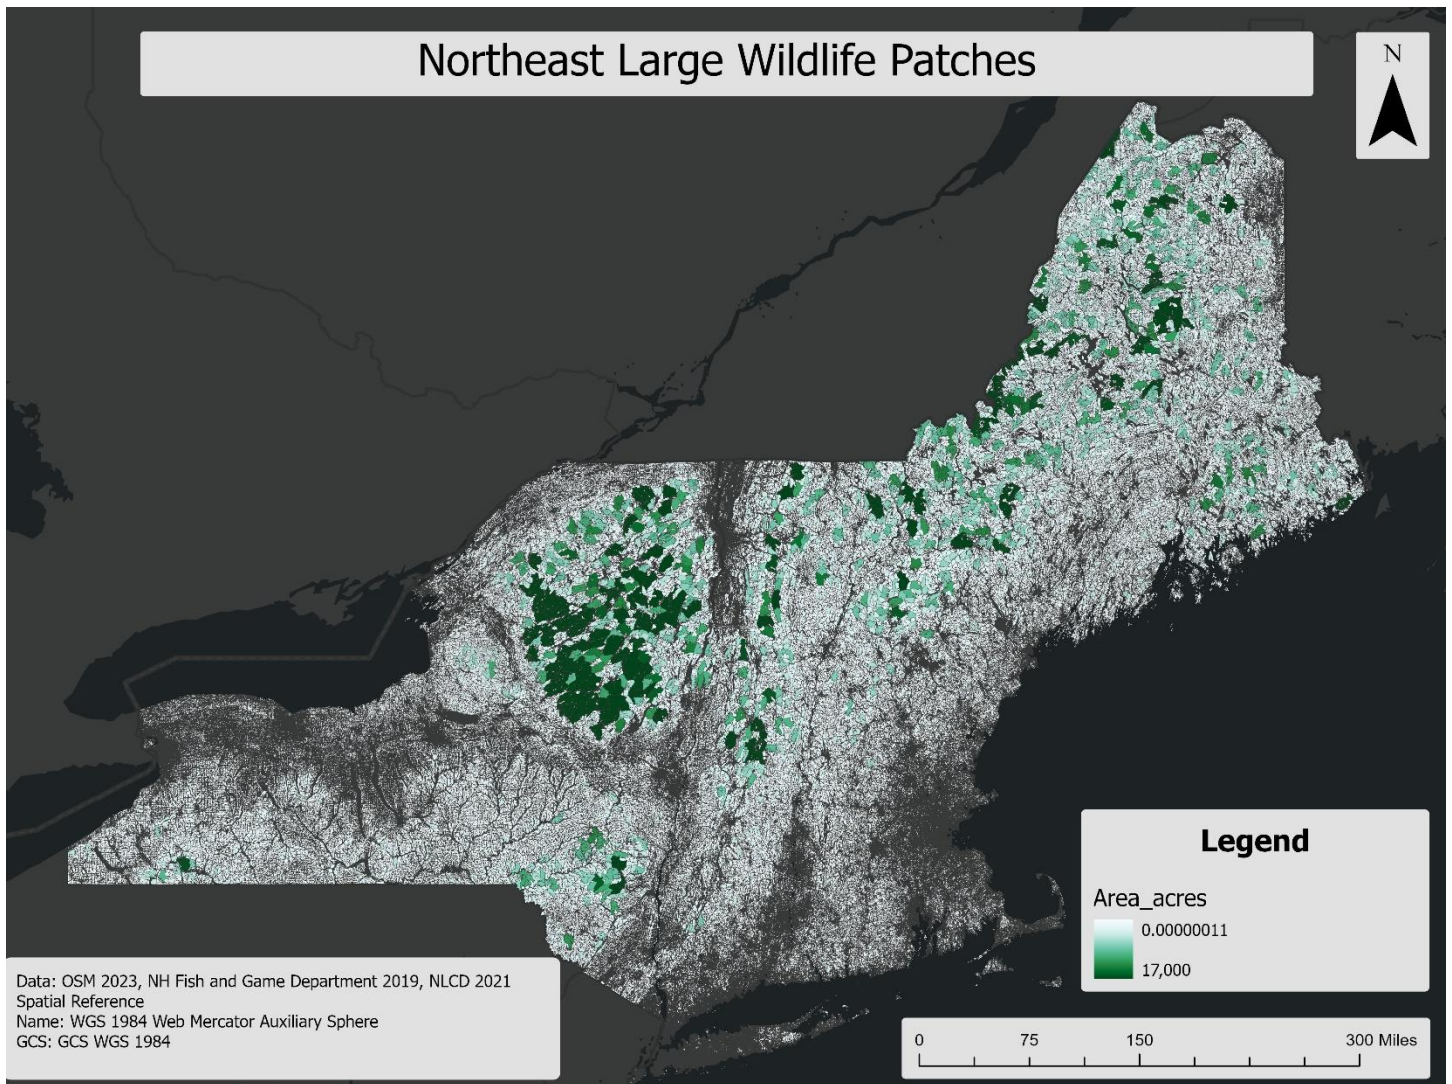 Northeast Large Wildlife Patches
N
Legend
Area_acres
0.00000011
17,000
Data: OSM 2023, NH Fish and Game Department 2019, NLCD 2021
Spatial Reference
Name: WGS 1984 Web Mercator Auxiliary Sphere
GCS: GCS WGS 1984
0 75 150 300 Miles